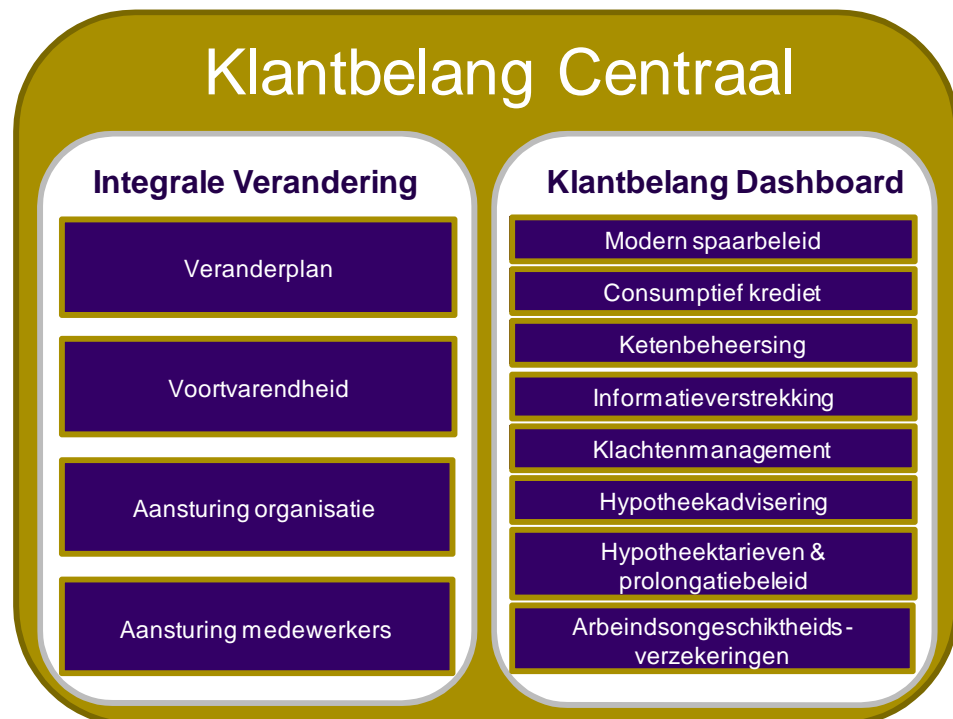 Klantbelang Centraal
Integrale Verandering
Veranderplan
Voortvarendheid
Aansturing organisatie
Aansturing medewerkers
Klantbelang Dashboard
Modern spaarbeleid
Consumptief krediet
Ketenbeheersing
Informatieverstrekking
Klachtenmanagement
Hypotheekadvisering
Hypotheektarieven &
prolongatiebeleid
Arbeindsongeschiktheids-
verzekeringen